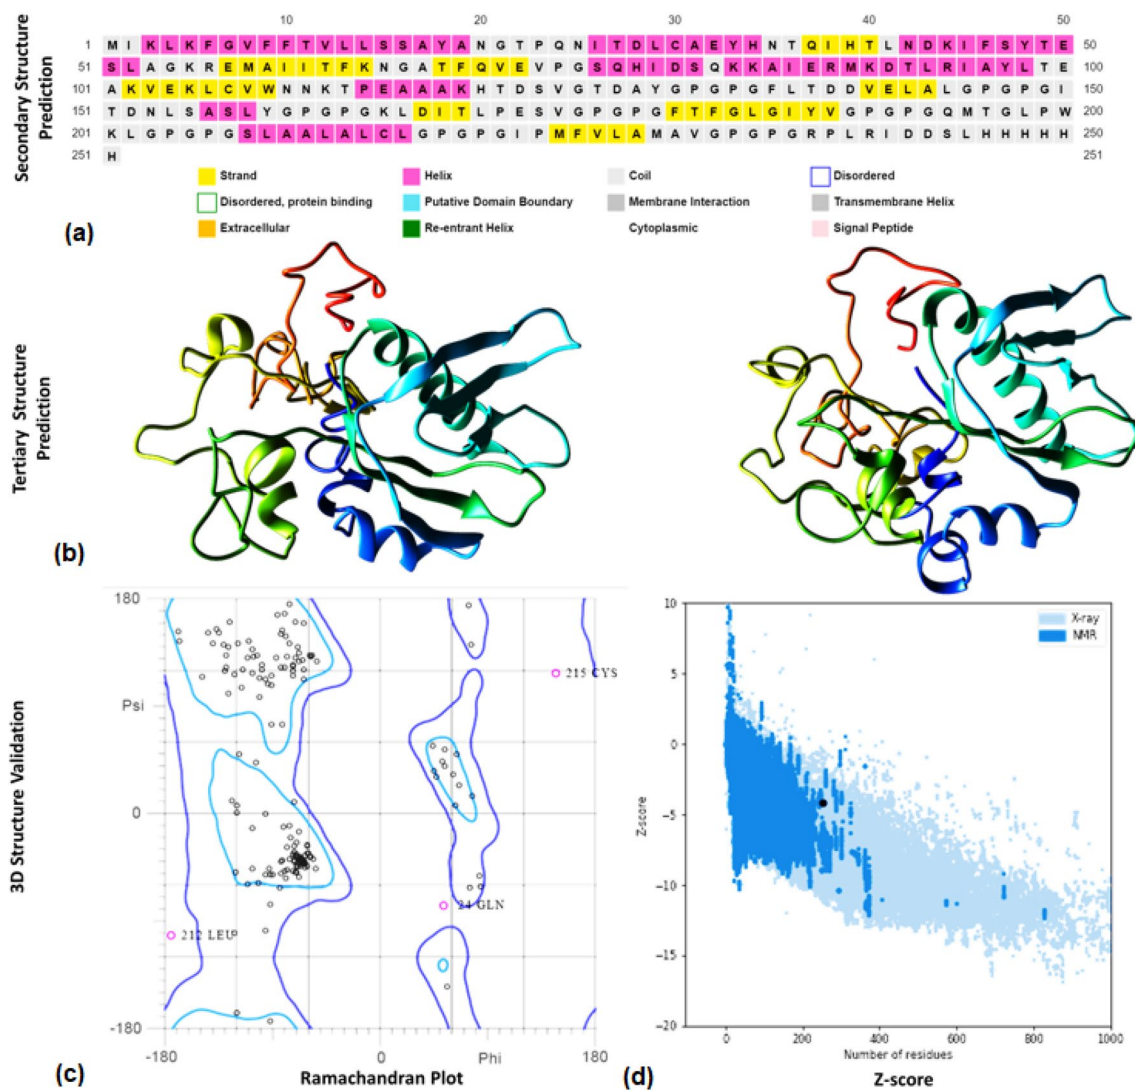 Secondary Structure
Prediction
10 20 30 40 50
1 M I K L K F G V F F T V L L S S A Y A N G T P Q N I T D L C A E Y H N T Q I H T L N D K I F S Y T E 50
51 S L A G K R E M A I I T F K N G A T F Q V E V P G S Q H I D S Q K K A I E R M K D T L R I A Y L T E 100
101 A K V E K L C V W N N K T P E A A A K H T D S V G T D A Y G P G P G F L T D D V E L A L G P G P G I 150
151 T D N L S A S L Y G P G P G K L D I T L P E S V G P G P G F T F G L G I Y V G P G P G Q M T G L P W 200
201 K L G P G P G S L A A L A L C L G P G P G I P M F V L A M A V G P G P G R P L R I D D S L H H H H H 250
251 H 251
Strand Helix Coil Disordered
Disordered, protein binding Putative Domain Boundary Membrane Interaction Transmembrane Helix
Extracellular Re-entrant Helix Cytoplasmic Signal Peptide
(a)
Tertiary Structure
Prediction
(b)
3D Structure Validation
180
Psi
0
-180
215 CYS
24 GLN
212 LEU
-180 0 Phi 180
(c)
Ramachandran Plot
10
5
0
−5
−10
−15
−20
Z-score
X-ray
NMR
0 200 400 600 800 1000
Number of residues
(d)
Z-score